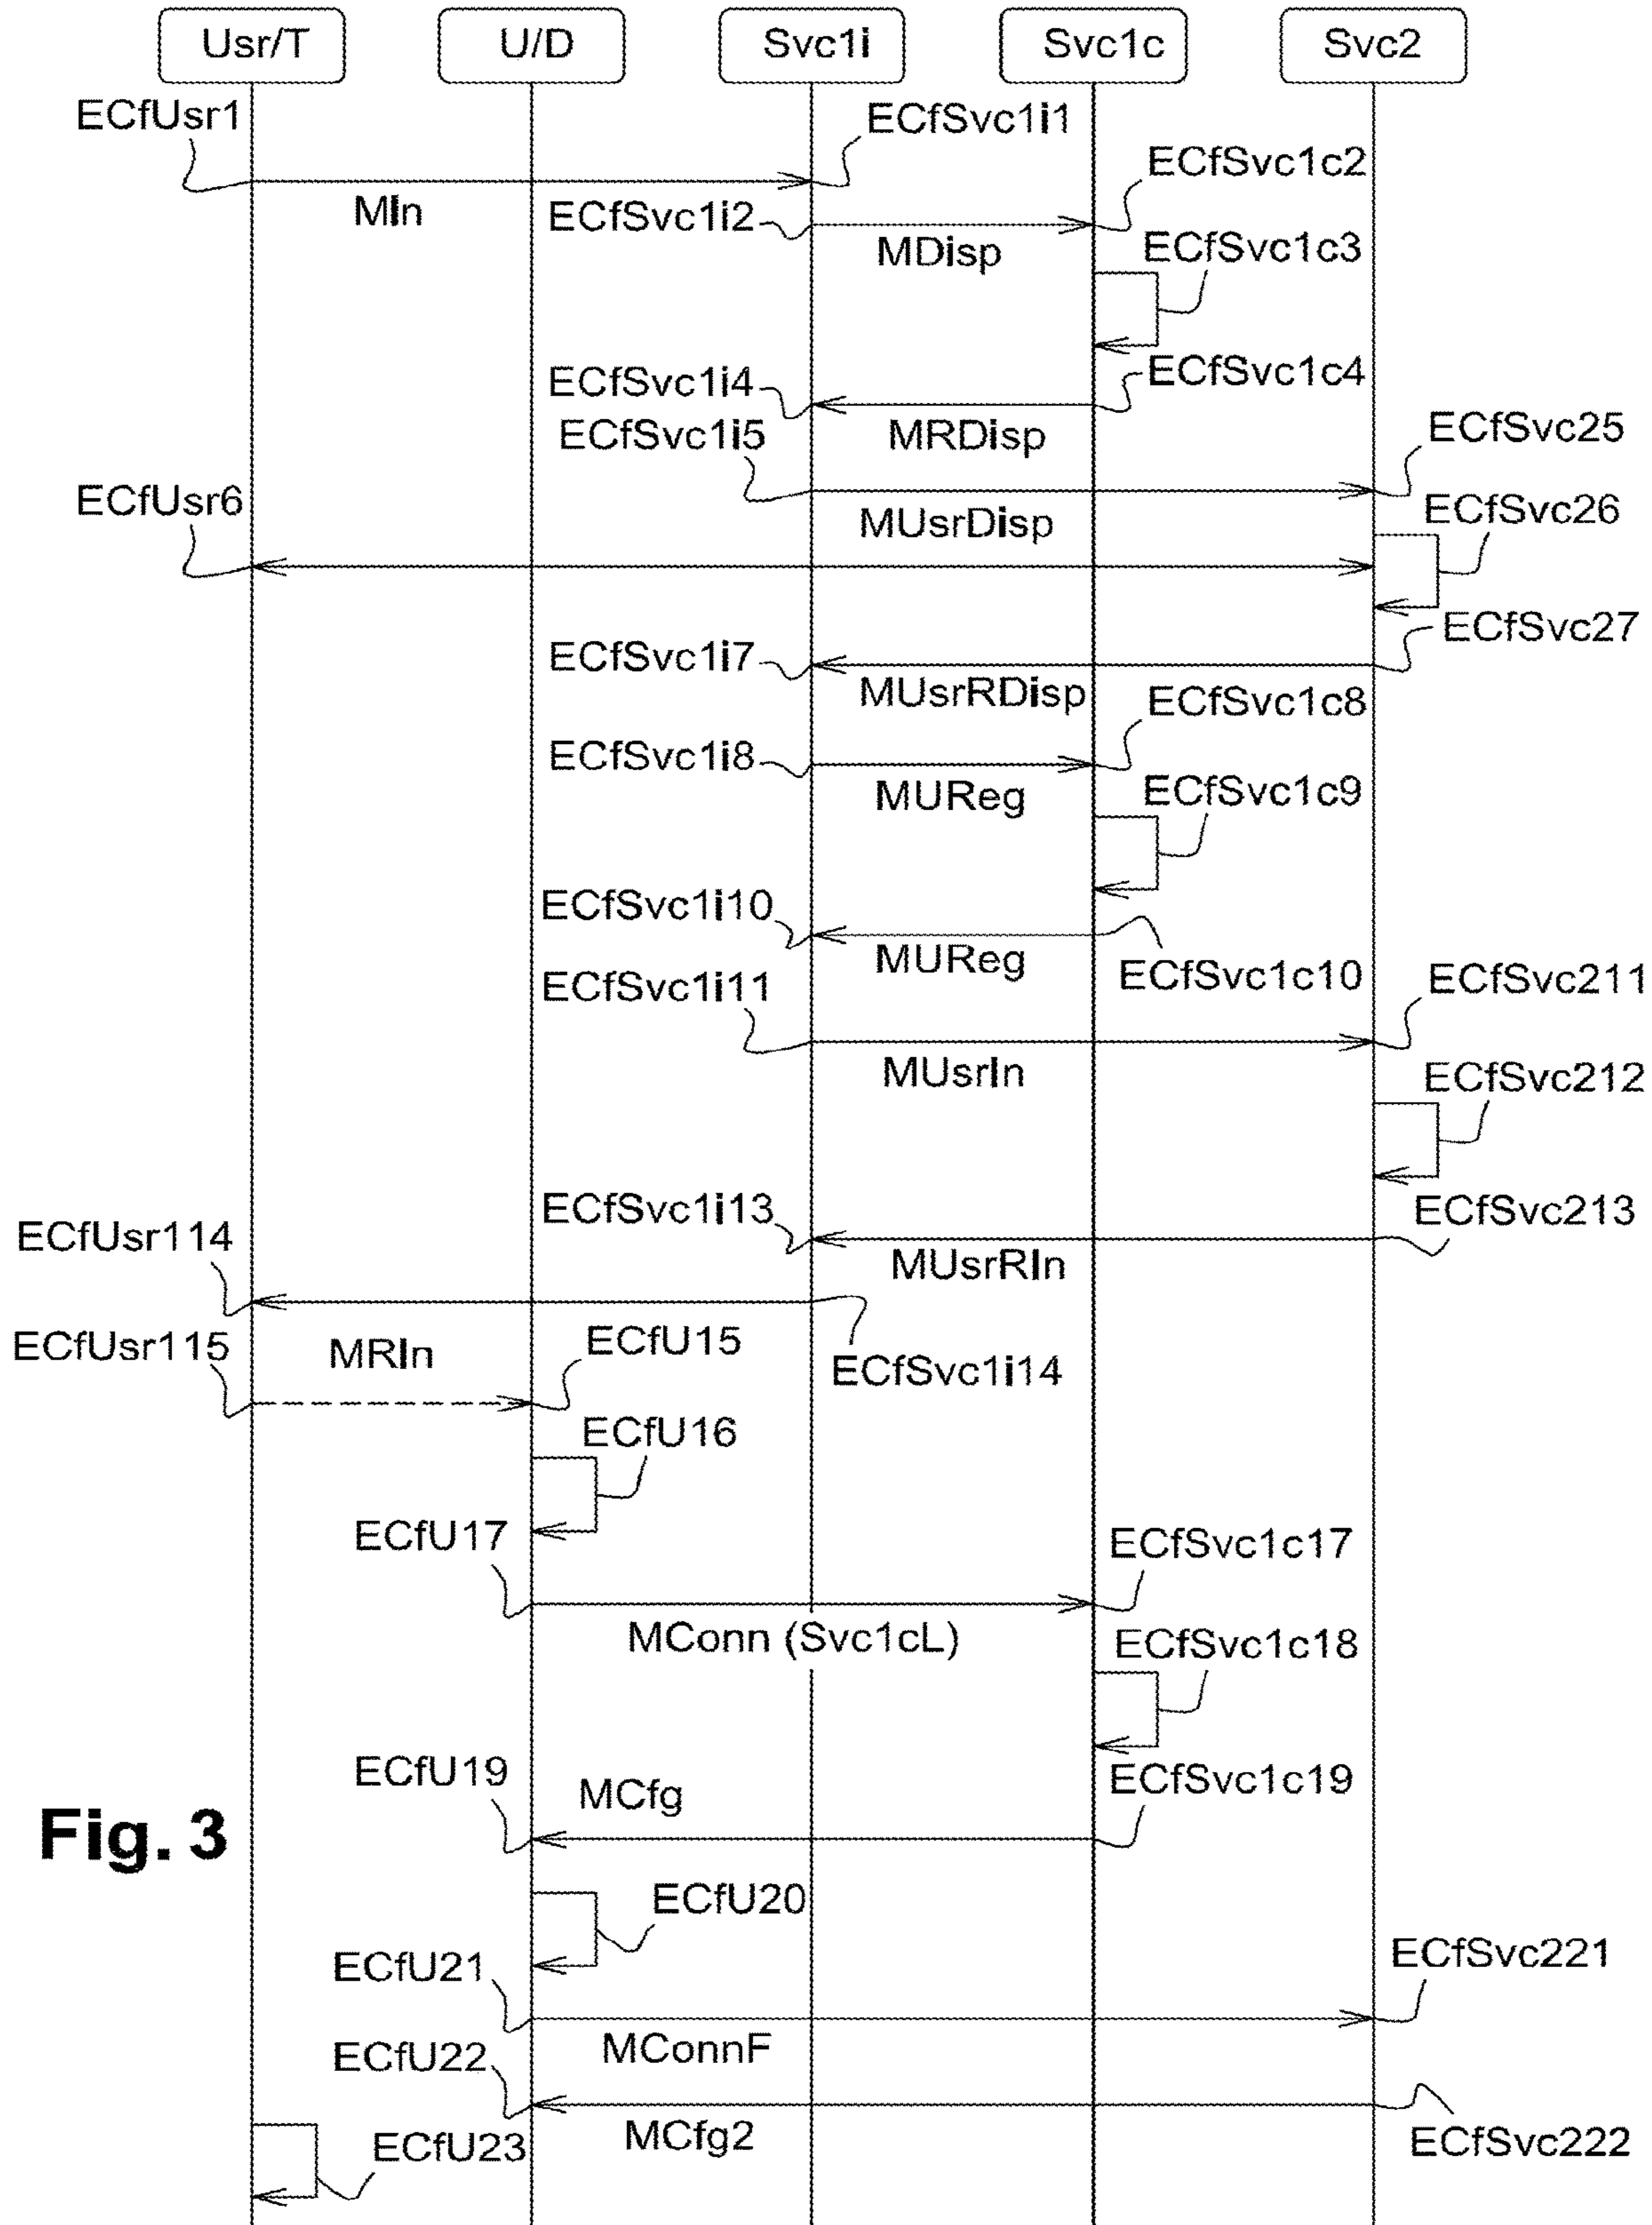 Usr/T U/D Svc1i Svc1c Svc2
ECfUsr1 ECfSvc1i1
ECfSvc1c2
MIn ECfSvc1i2
MDisp ECfSvc1c3
ECfSvc1i4 ECfSvc1c4
ECfSvc1i5 MRDisp ECfSvc25
ECfUsr6 MUsrDisp ECfSvc26
ECfSvc1i7 ECfSvc27
MUsrRDisp ECfSvc1c8
ECfSvc1i8
MUReg ECfSvc1c9
ECfSvc1i10
MUReg ECfSvc1c10
ECfSvc1i11 ECfSvc211
MUsrIn ECfSvc212
ECfSvc1i13 ECfSvc213
ECfUsr114 MUsrRIn
ECfUsr115 MRIn ECfU15
ECfSvc1i14
ECfU16
ECfU17 ECfSvc1c17
MConn (Svc1cL) ECfSvc1c18
ECfU19 MCfg ECfSvc1c19
Fig. 3
ECfU20
ECfU21 ECfSvc221
ECfU22 MConnF
ECfU23 MCfg2 ECfSvc222